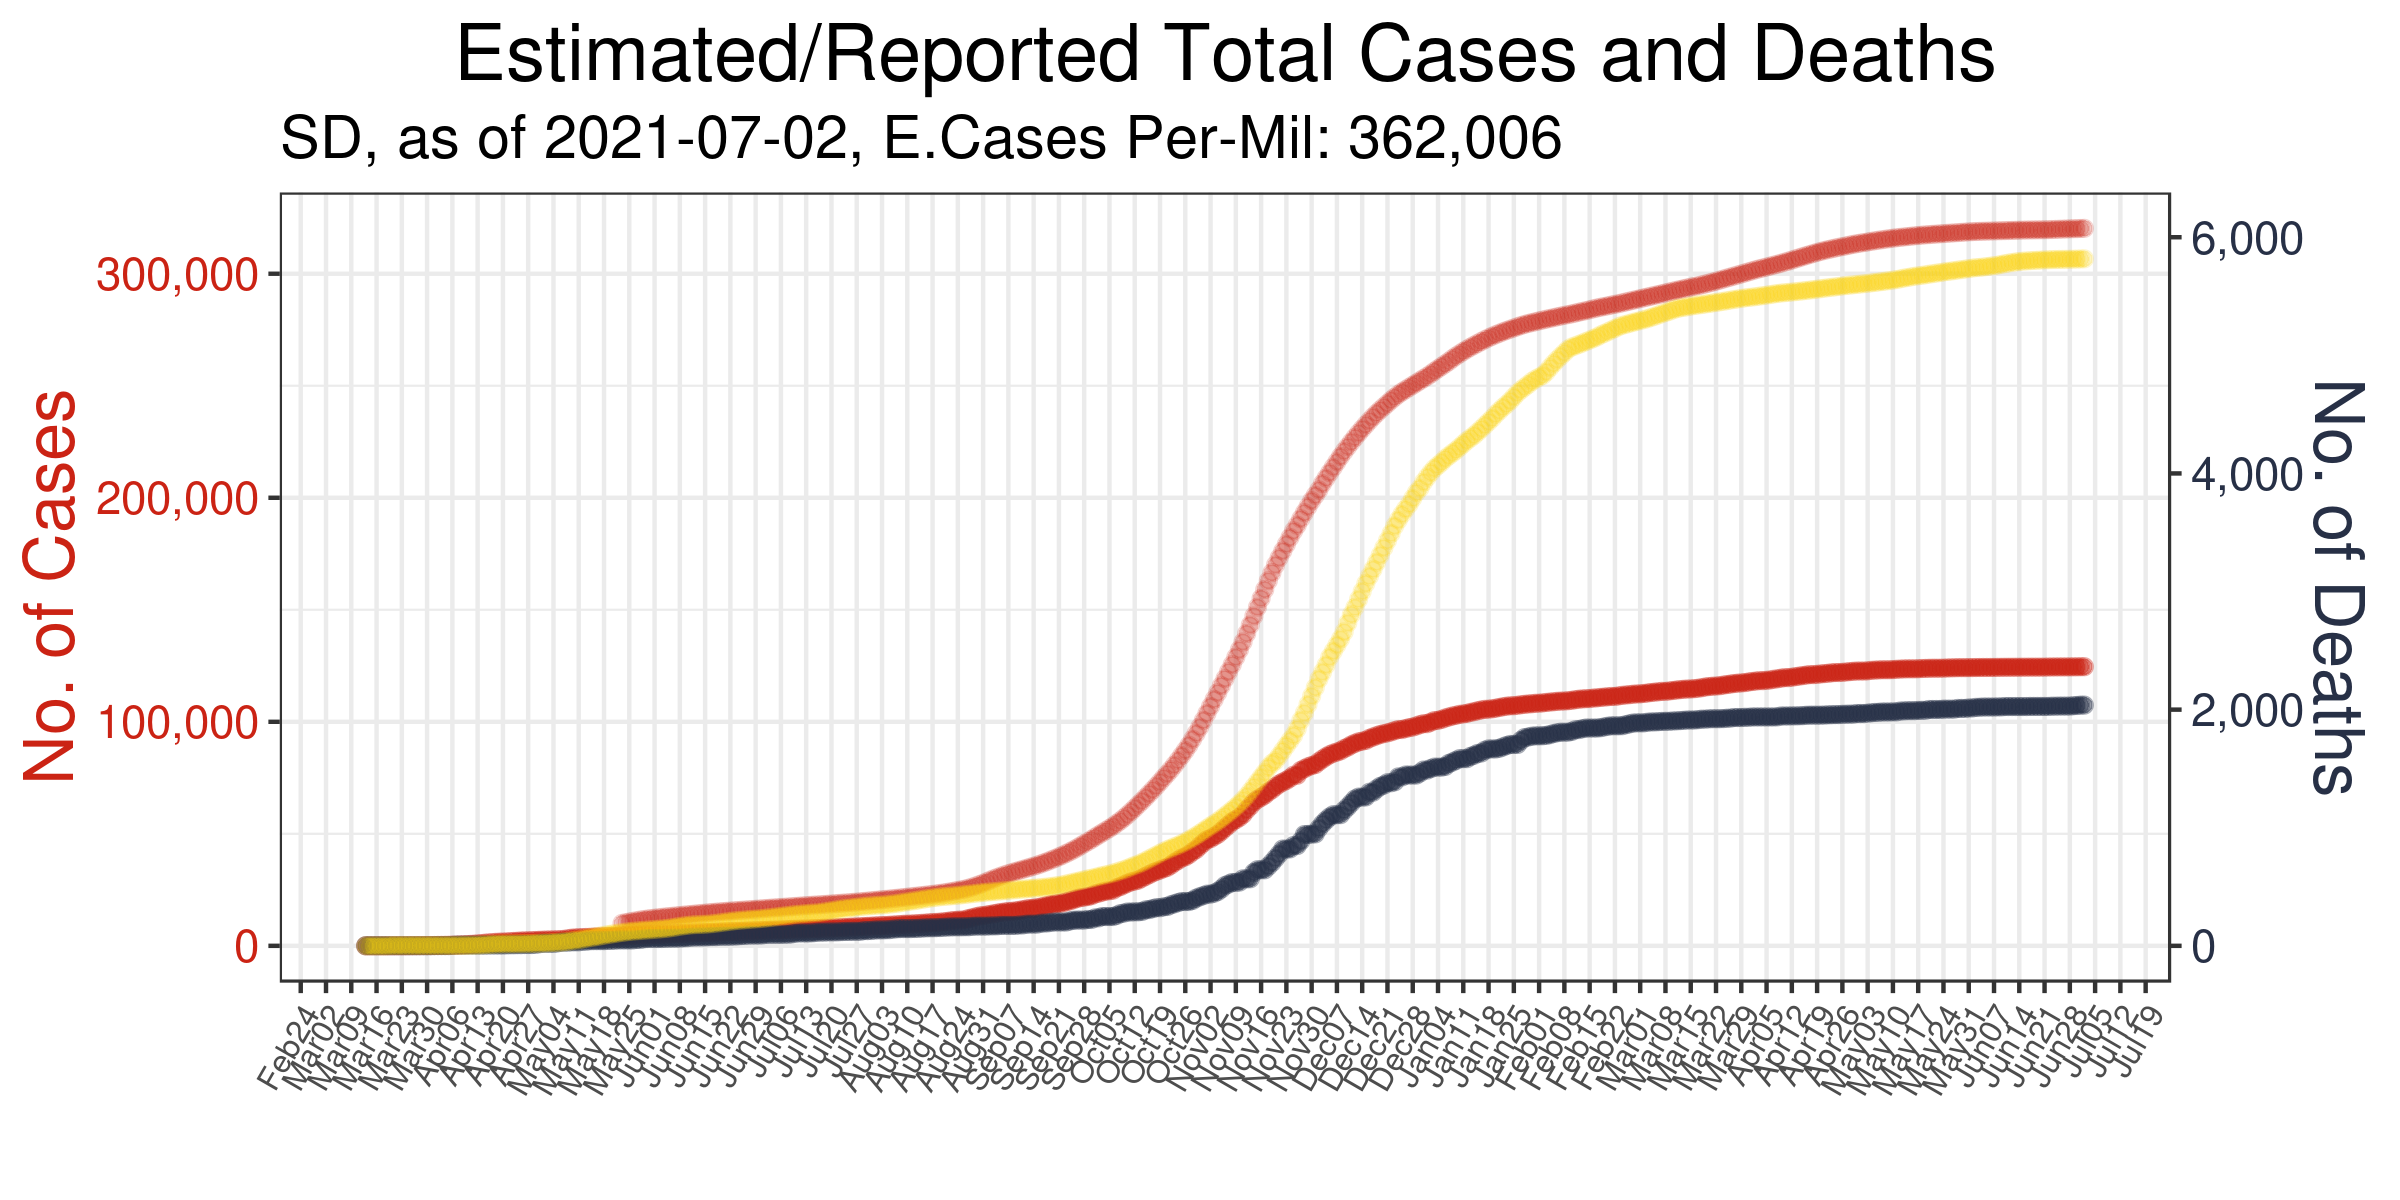 Estimated/Reported Total Cases and Deaths
SD, as of 2021-07-02, E.Cases Per-Mil: 362,006
No. of Cases
300,000
200,000
100,000
0
6,000
4,000
2,000
0
No. of Deaths
Feb24
Mar02
Mar09
Mar16
Mar23
Mar30
Apr06
Apr13
Apr20
Apr27
May04
May11
May18
May25
Jun01
Jun08
Jun15
Jun22
Jun29
Jul06
Jul13
Jul20
Jul27
Aug03
Aug10
Aug17
Aug24
Aug31
Sep07
Sep14
Sep21
Sep28
Oct05
Oct12
Oct19
Oct26
Nov02
Nov09
Nov16
Nov23
Nov30
Dec07
Dec14
Dec21
Dec28
Jan04
Jan11
Jan18
Jan25
Feb01
Feb08
Feb15
Feb22
Mar01
Mar08
Mar15
Mar22
Mar29
Apr05
Apr12
Apr19
Apr26
May03
May10
May17
May24
May31
Jun07
Jun14
Jun21
Jun28
Jul05
Jul12
Jul19